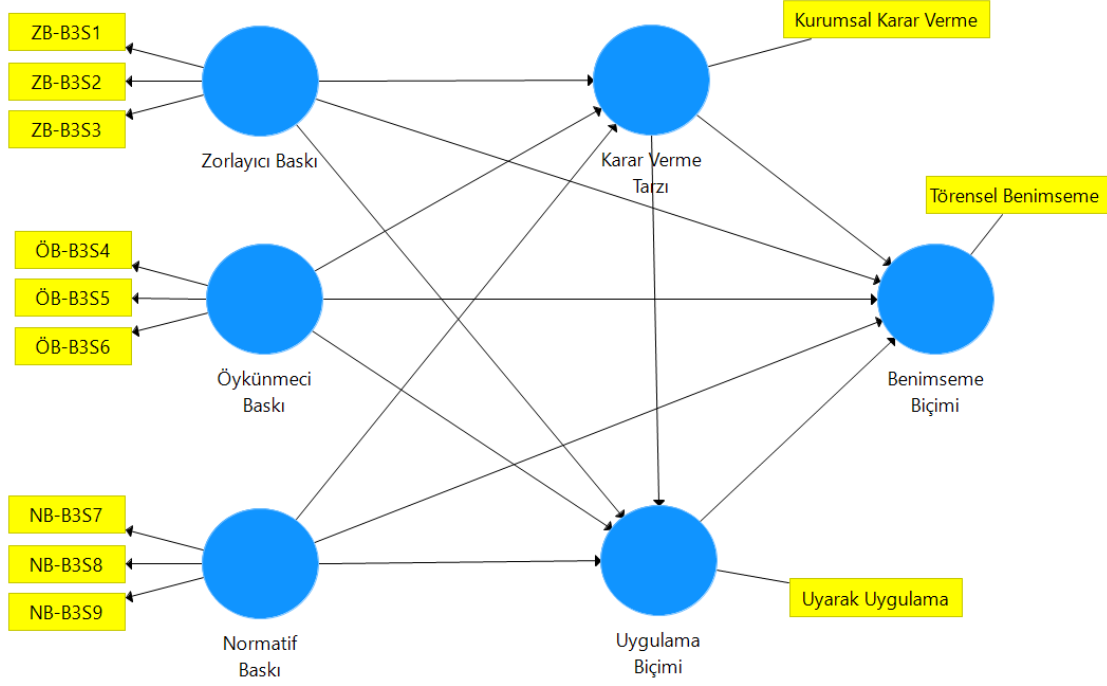 ZB-B3S1
ZB-B3S2
ZB-B3S3
Zorlayıcı Baskı
Kurumsal Karar Verme
Karar Verme
Tarzı
Törensel Benimseme
ÖB-B3S4
ÖB-B3S5
ÖB-B3S6
Öykünmeci
Baskı
Benimseme
Biçimi
NB-B3S7
NB-B3S8
NB-B3S9
Normatif
Baskı
Uyarak Uygulama
Uygulama
Biçimi